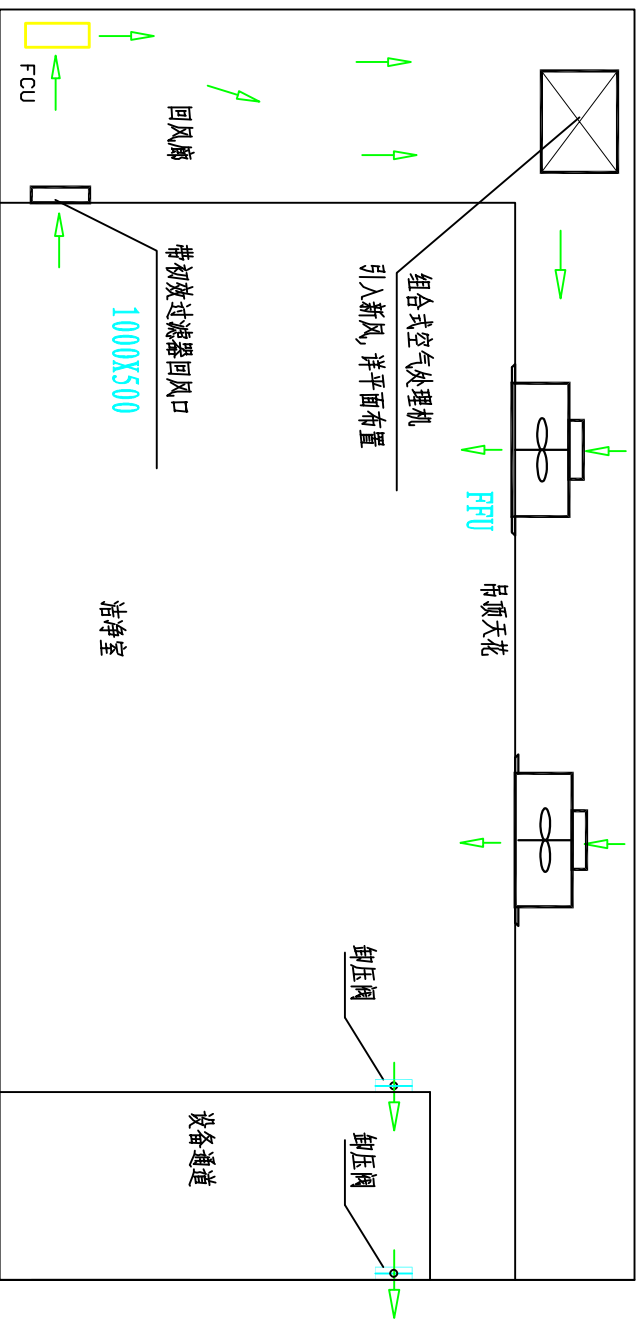 组合式空气处理机
引入新风,详平面布置
FFU
吊顶天花
回风廊
FCU
带初效过滤器回风口
1000X500
洁净室
卸压阀
卸压阀
设备通道